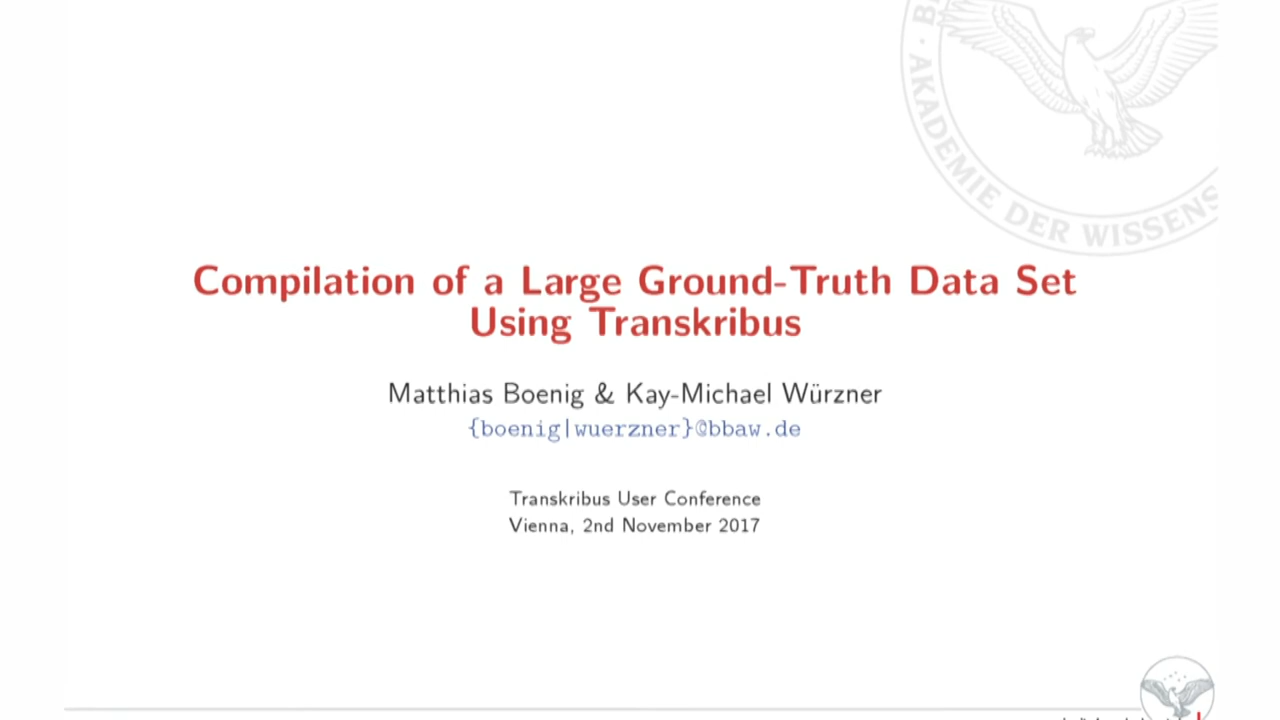 AKADEMIE DER WISSENS
Compilation of a Large Ground-Truth Data Set
Using Transkribus
Matthias Boenig & Kay-Michael Würzner
{boenig|wuerzner}@bbaw.de
Transkribus User Conference
Vienna, 2nd November 2017